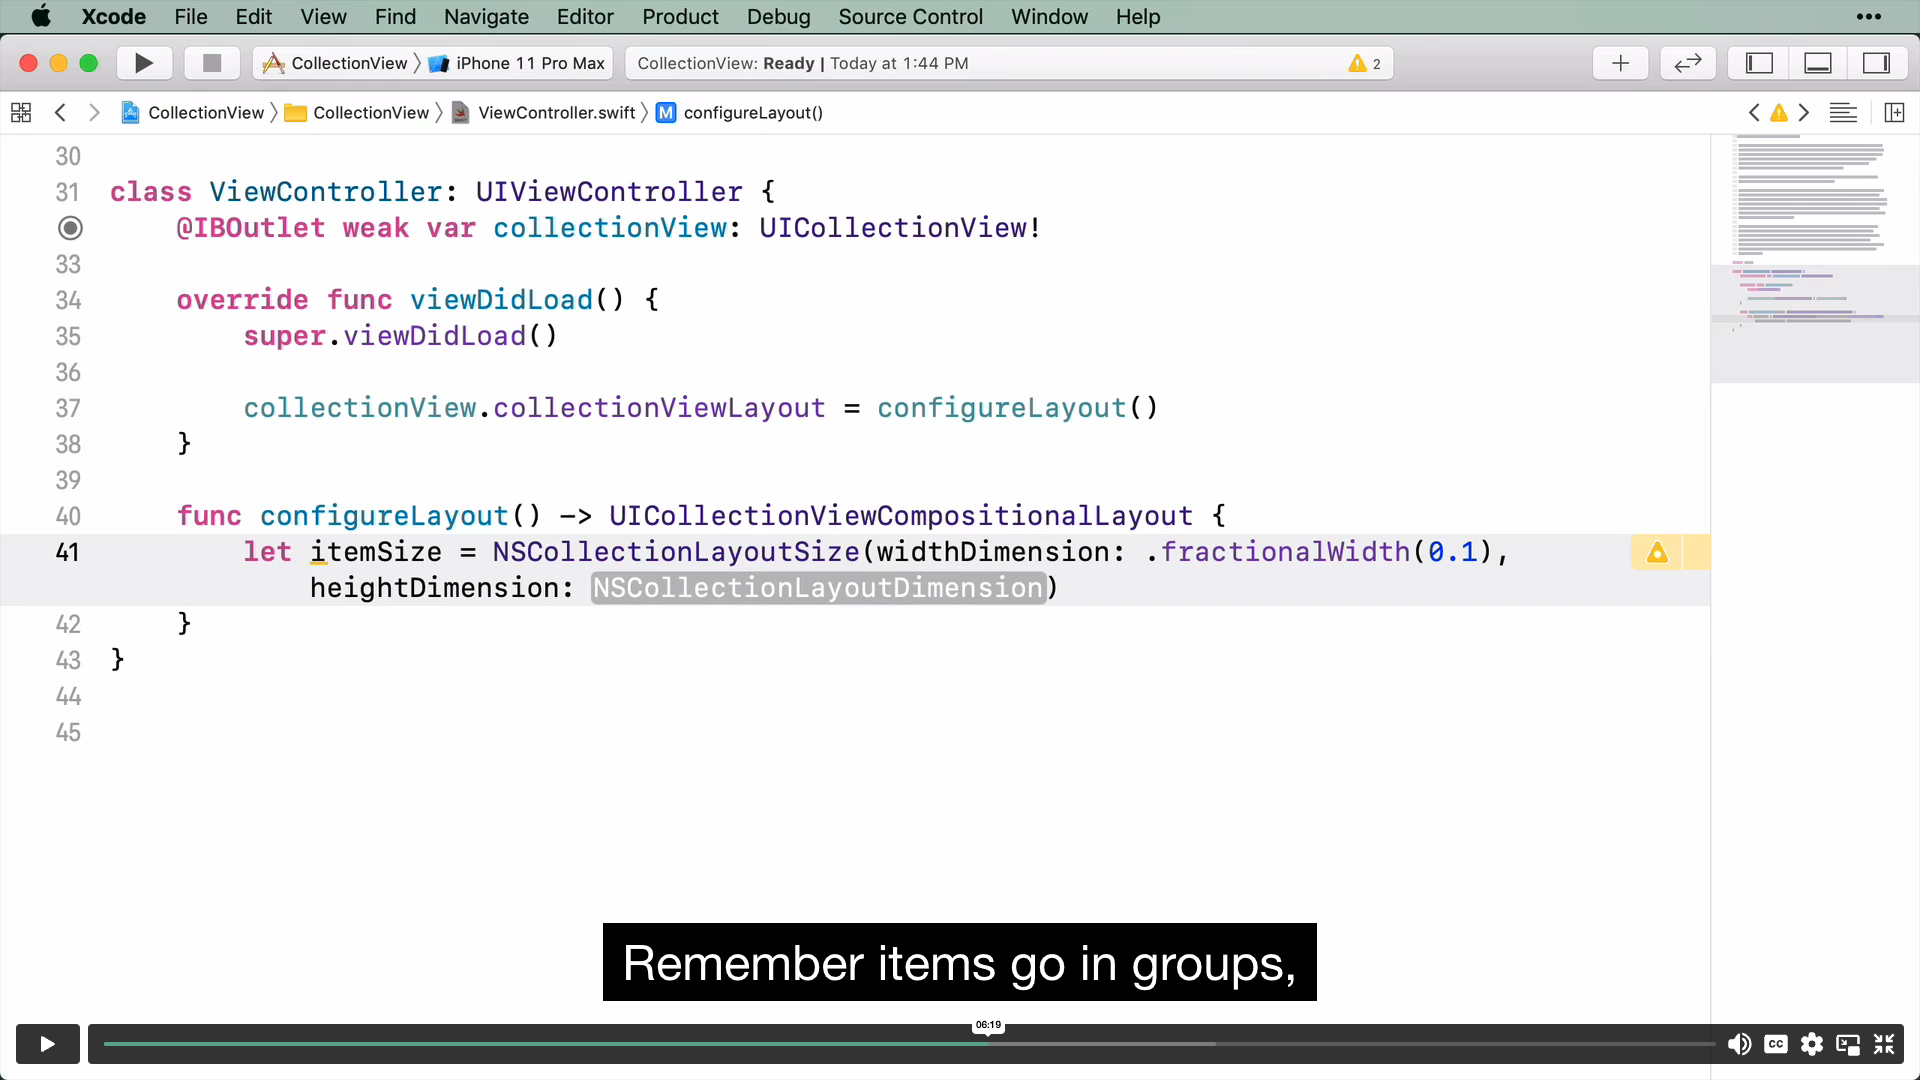 Xcode File Edit View Find Navigate Editor Product Debug Source Control Window Help •••
CollectionView 〉 iPhone 11 Pro Max CollectionView: Ready | Today at 1:44 PM 2
CollectionView 〉 CollectionView 〉 ViewController.swift 〉 M configureLayout()
30
31 class ViewController: UIViewController {
@IBOutlet weak var collectionView: UICollectionView!
33
34 override func viewDidLoad() {
35 super.viewDidLoad()
36
37 collectionView.collectionViewLayout = configureLayout()
38 }
39
40 func configureLayout() -> UICollectionViewCompositionalLayout {
41 let itemSize = NSCollectionLayoutSize(widthDimension: .fractionalWidth(0.1),
heightDimension: NSCollectionLayoutDimension)
42 }
43 }
44
45
Remember items go in groups,
06:19
CC